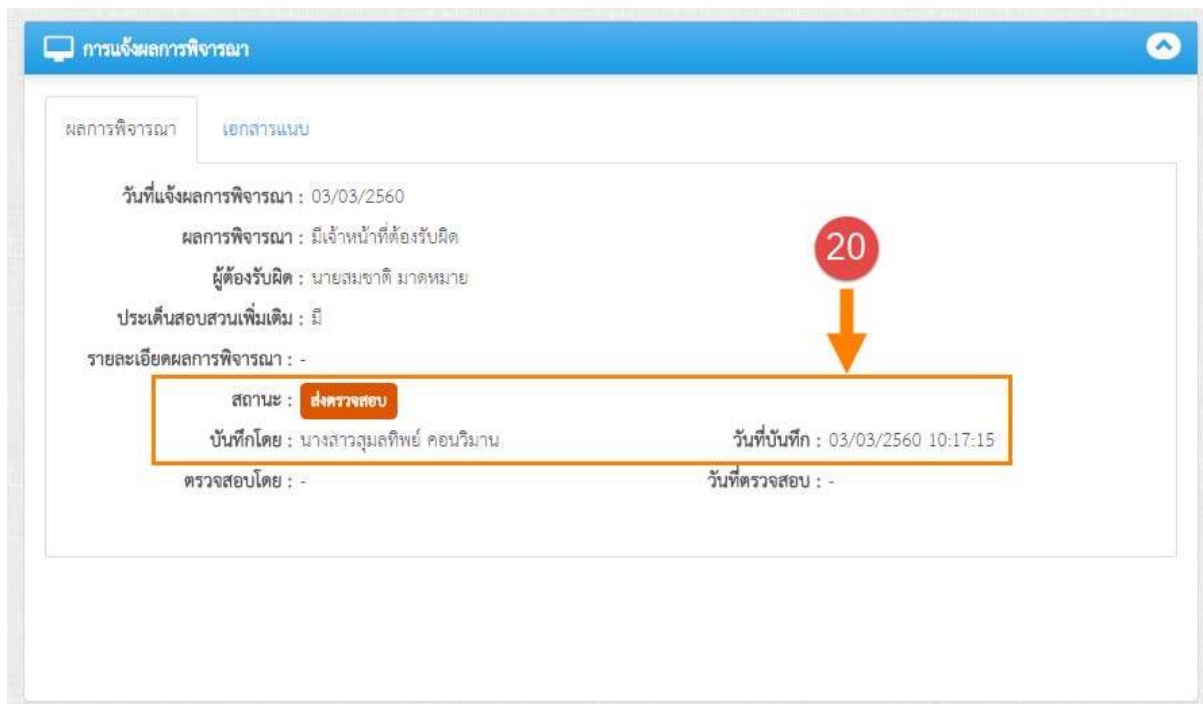 การแจ้งผลการพิจารณา
ผลการพิจารณา เอกสารแนบ
วันที่แจ้งผลการพิจารณา : 03/03/2560
ผลการพิจารณา : มีเจ้าหน้าที่ต้องรับผิด
20
ผู้ต้องรับผิด : นายสมชาติ มาดหมาย
ประเด็นสอบสวนเพิ่มเติม : มี
รายละเอียดผลการพิจารณา : -
สถานะ : ส่งตรวจสอบ
บันทึกโดย : นางสาวสุมลทิพย์ คอนวิมาน วันที่บันทึก : 03/03/2560 10:17:15
ตรวจสอบโดย : - วันที่ตรวจสอบ : -